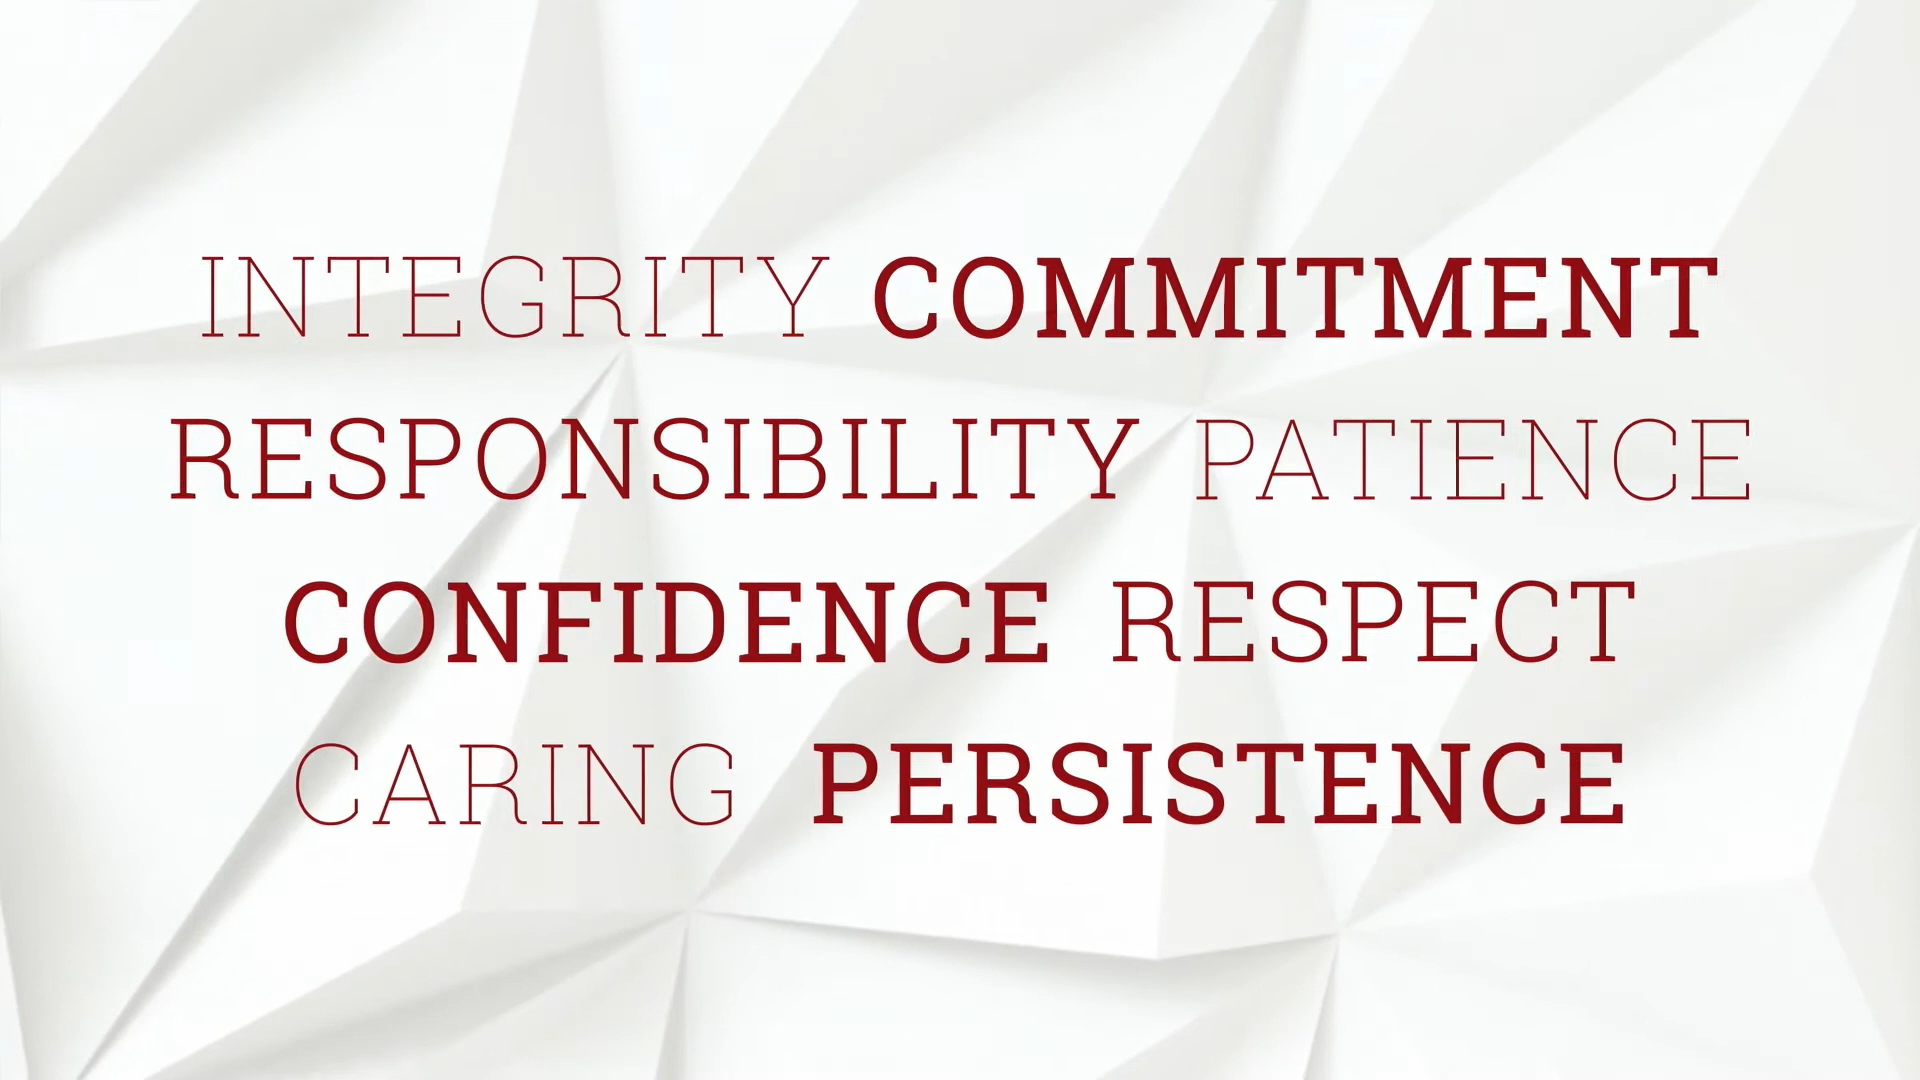 INTEGRITY COMMITMENT
RESPONSIBILITY PATIENCE
CONFIDENCE RESPECT
CARING PERSISTENCE